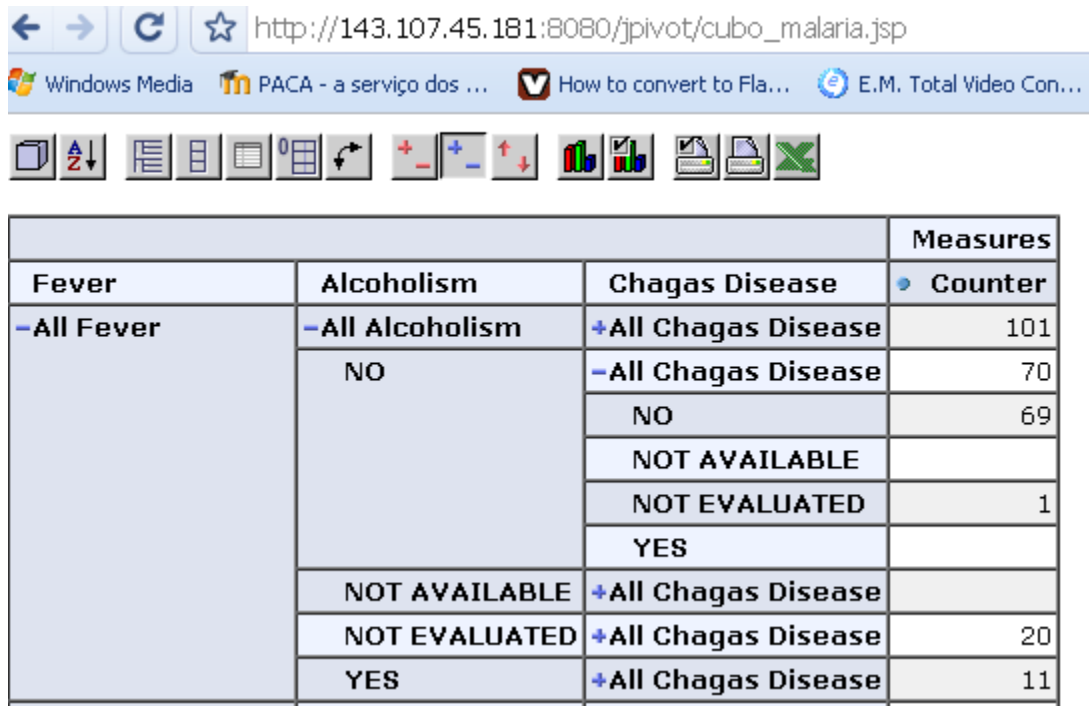 http://143.107.45.181:8080/jpivot/cubo_malaria.jsp
Windows Media PACA - a serviço dos ... How to convert to Fla... E.M. Total Video Con...
Measures
Fever Alcoholism Chagas Disease Counter
-All Fever -All Alcoholism +All Chagas Disease 101
NO -All Chagas Disease 70
NO 69
NOT AVAILABLE
NOT EVALUATED 1
YES
NOT AVAILABLE +All Chagas Disease
NOT EVALUATED +All Chagas Disease 20
YES +All Chagas Disease 11